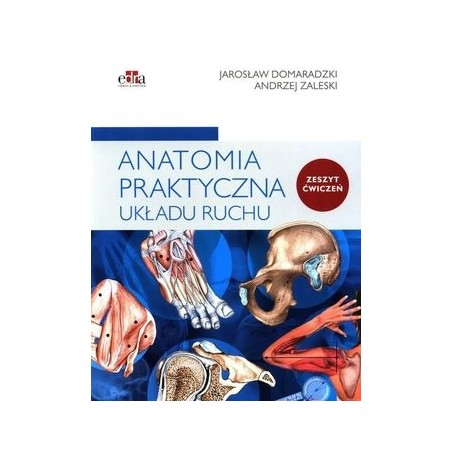 edra
JAROSŁAW DOMARADZKI
ANDRZEJ ZALESKI
ANATOMIA
PRAKTYCZNA
UKŁADU RUCHU
ZESZYT
ĆWICZEŃ